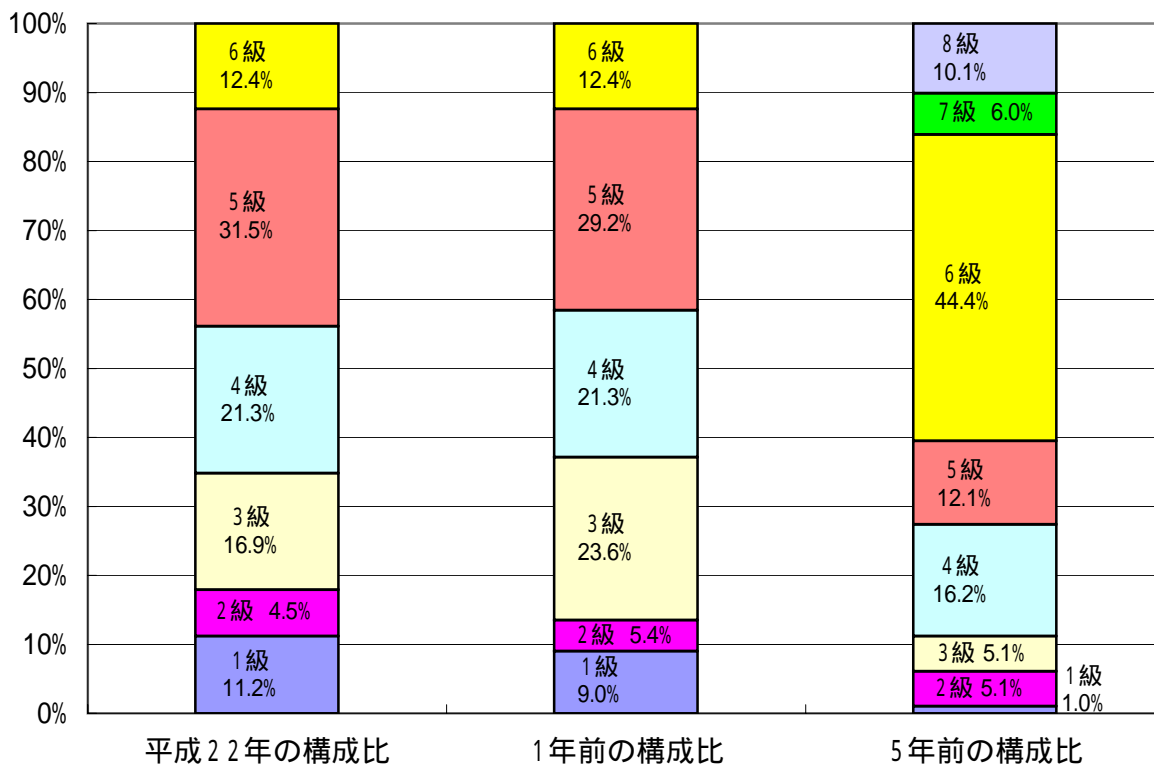 100%
90%
80%
70%
60%
50%
40%
30%
20%
10%
0%
6級
12.4%
5級
31.5%
4級
21.3%
3級
16.9%
2級 4.5%
1級
11.2%
6級
12.4%
5級
29.2%
4級
21.3%
3級
23.6%
2級 5.4%
1級
9.0%
8級
10.1%
7級 6.0%
6級
44.4%
5級
12.1%
4級
16.2%
3級 5.1%
2級 5.1%
1級
1.0%
平成22年の構成比
1年前の構成比
5年前の構成比